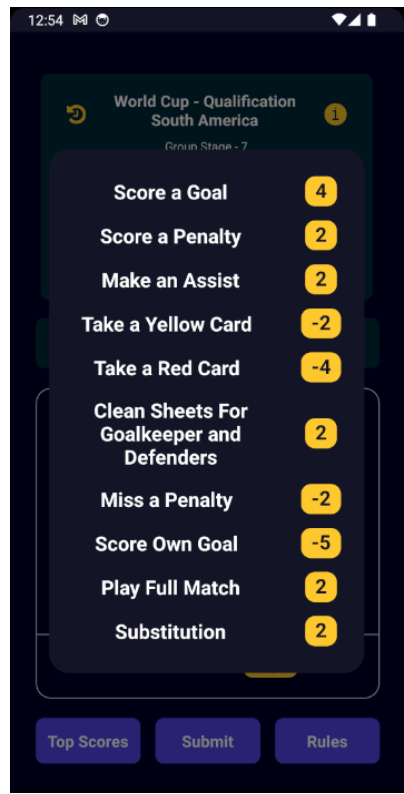 12:54
World Cup - Qualification
South America
i
Group Stage - 7
Score a Goal 4
Score a Penalty 2
Make an Assist 2
Take a Yellow Card -2
Take a Red Card -4
Clean Sheets For
Goalkeeper and 2
Defenders
Miss a Penalty -2
Score Own Goal -5
Play Full Match 2
Substitution 2
Top Scores Submit Rules